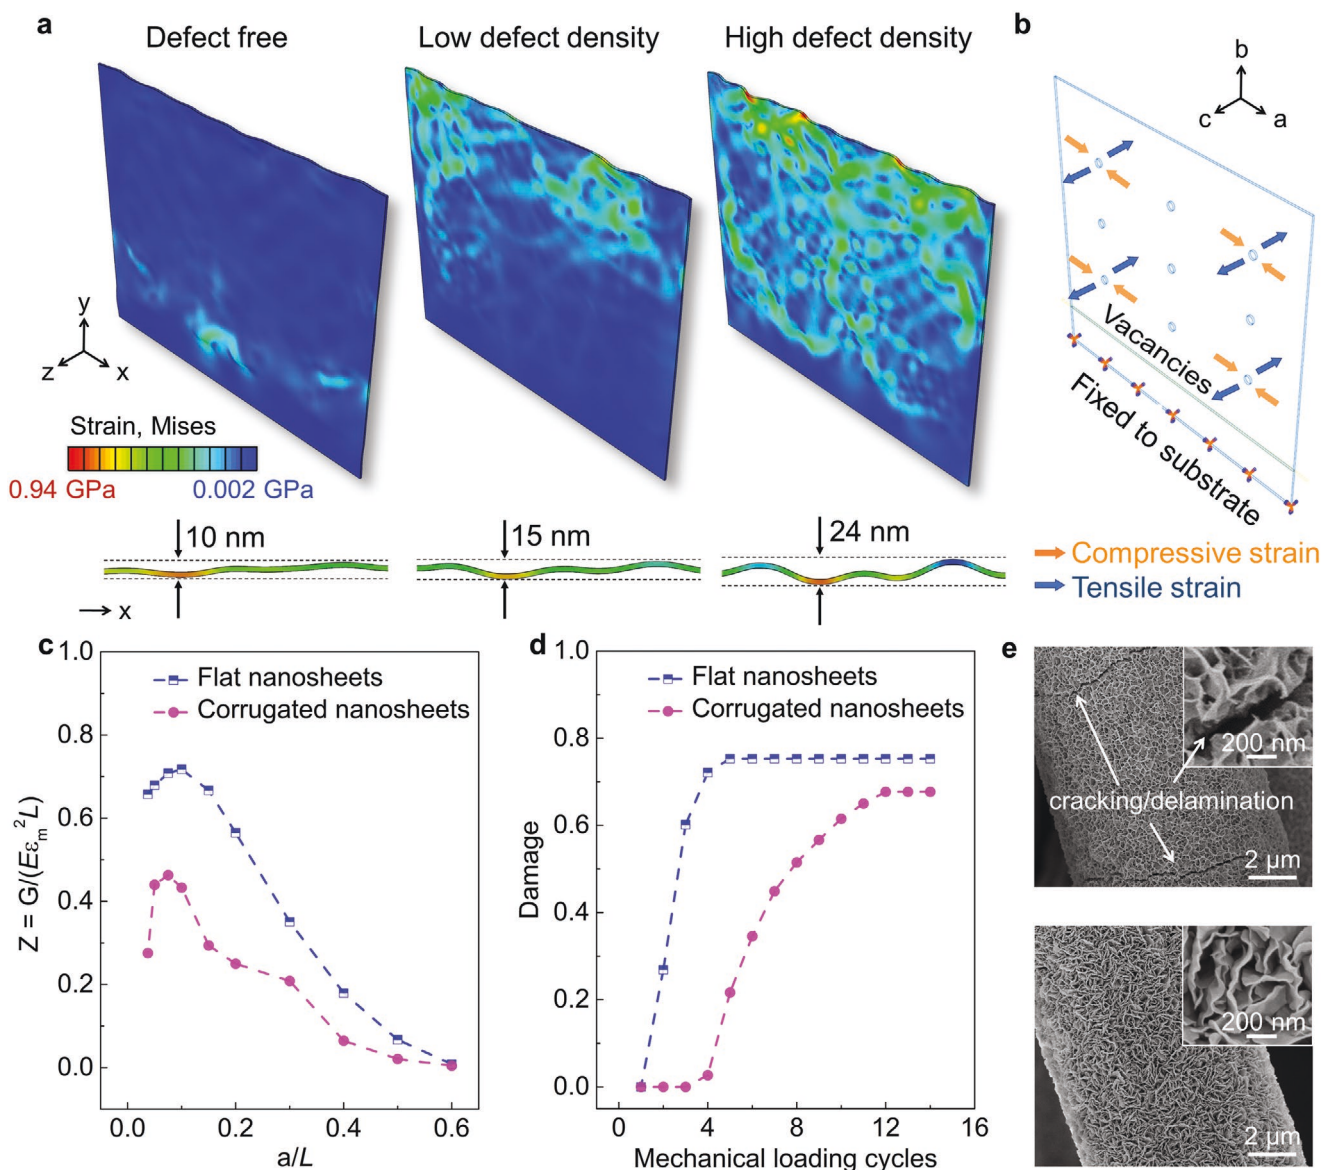 a
Defect free
Low defect density
High defect density
y
z
x
Strain, Mises
0.94 GPa
0.002 GPa
10 nm
15 nm
24 nm
x
b
b
c
a
Vacancies
Fixed to substrate
Compressive strain
Tensile strain
c
1.0
0.8
0.6
0.4
0.2
0.0
Z = G/(Eεm²L)
Flat nanosheets
Corrugated nanosheets
0.0 0.2 0.4 0.6
a/L
d
1.0
0.8
0.6
0.4
0.2
0.0
Damage
Flat nanosheets
Corrugated nanosheets
0 4 8 12 16
Mechanical loading cycles
e
200 nm
cracking/delamination
2 μm
200 nm
2 μm